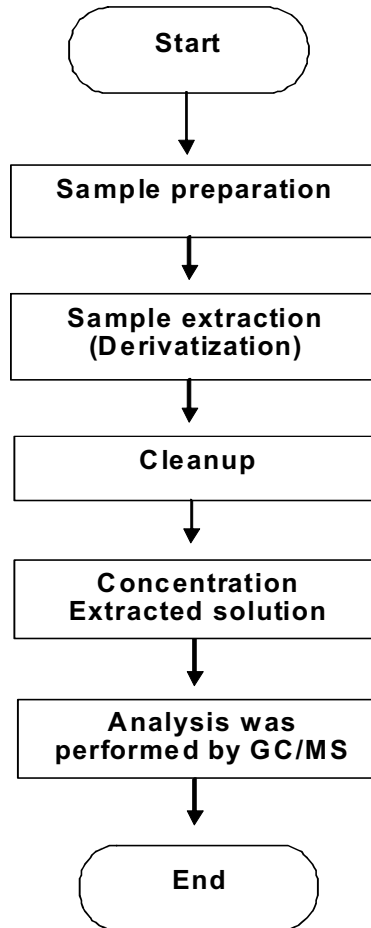 Start
Sample preparation
Sample extraction
(Derivatization)
Cleanup
Concentration
Extracted solution
Analysis was
performed by GC/MS
End